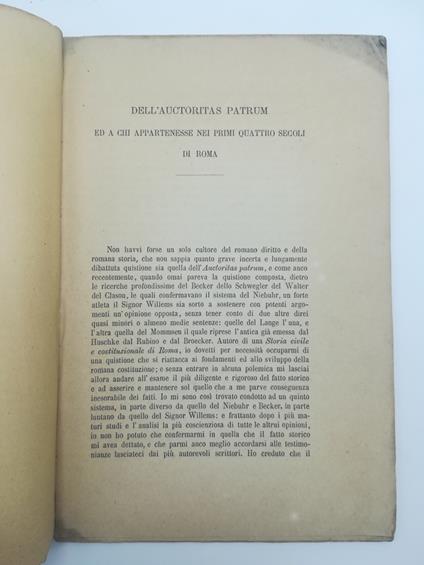 DELL'AUCTORITAS PATRUM
ED A CHI APPARTENESSE NEI PRIMI QUATTRO SECOLI
DI ROMA
Non havvi forse un solo cultore del romano diritto e della
romana storia, che non sappia quanto grave incerta e lungamente
dibattuta quistione sia quella dell'Auctoritas patrum, e come anco
recentemente, quando omai pareva la quistione composta, dietro
le ricerche profondissime del Becker dello Schwegler del Walter
del Clason, le quali confermavano il sistema del Niebuhr, un forte
atleta il Signor Willems sia sorto a sostenere con potenti argo-
menti un'opinione opposta, senza tener conto di due altre direi
quasi minori o almeno medie sentenze: quelle del Lange l'una, e
l'altra quella del Mommsen il quale riprese l'antica già emessa dal
Huschke dal Rubino e dal Broecker. Autore di una Storia civile
e costituzionale di Roma, io dovetti per necessità occuparmi di
una quistione che si riattacca ai fondamenti ed allo sviluppo della
romana costituzione; e senza entrare in alcuna polemica mi lasciai
allora andare all'esame il più diligente e rigoroso del fatto storico
e ad asserire e mantenere sol quello che a me parve conseguenza
inesorabile dei fatti. Io mi sono così trovato condotto ad un quinto
sistema, in parte diverso da quello del Niebuhr e Becker, in parte
lontano da quello del Signor Willems: e frattanto dopo i più ma-
turi studi e l'analisi la più coscienziosa di tutte le altrui opinioni,
in non ho potuto che confermarmi in quella che il fatto storico
mi avea dettato, e che parmi anco meglio accordarsi alle testimo-
nianze lasciateci dai più autorevoli scrittori. Ho creduto che il